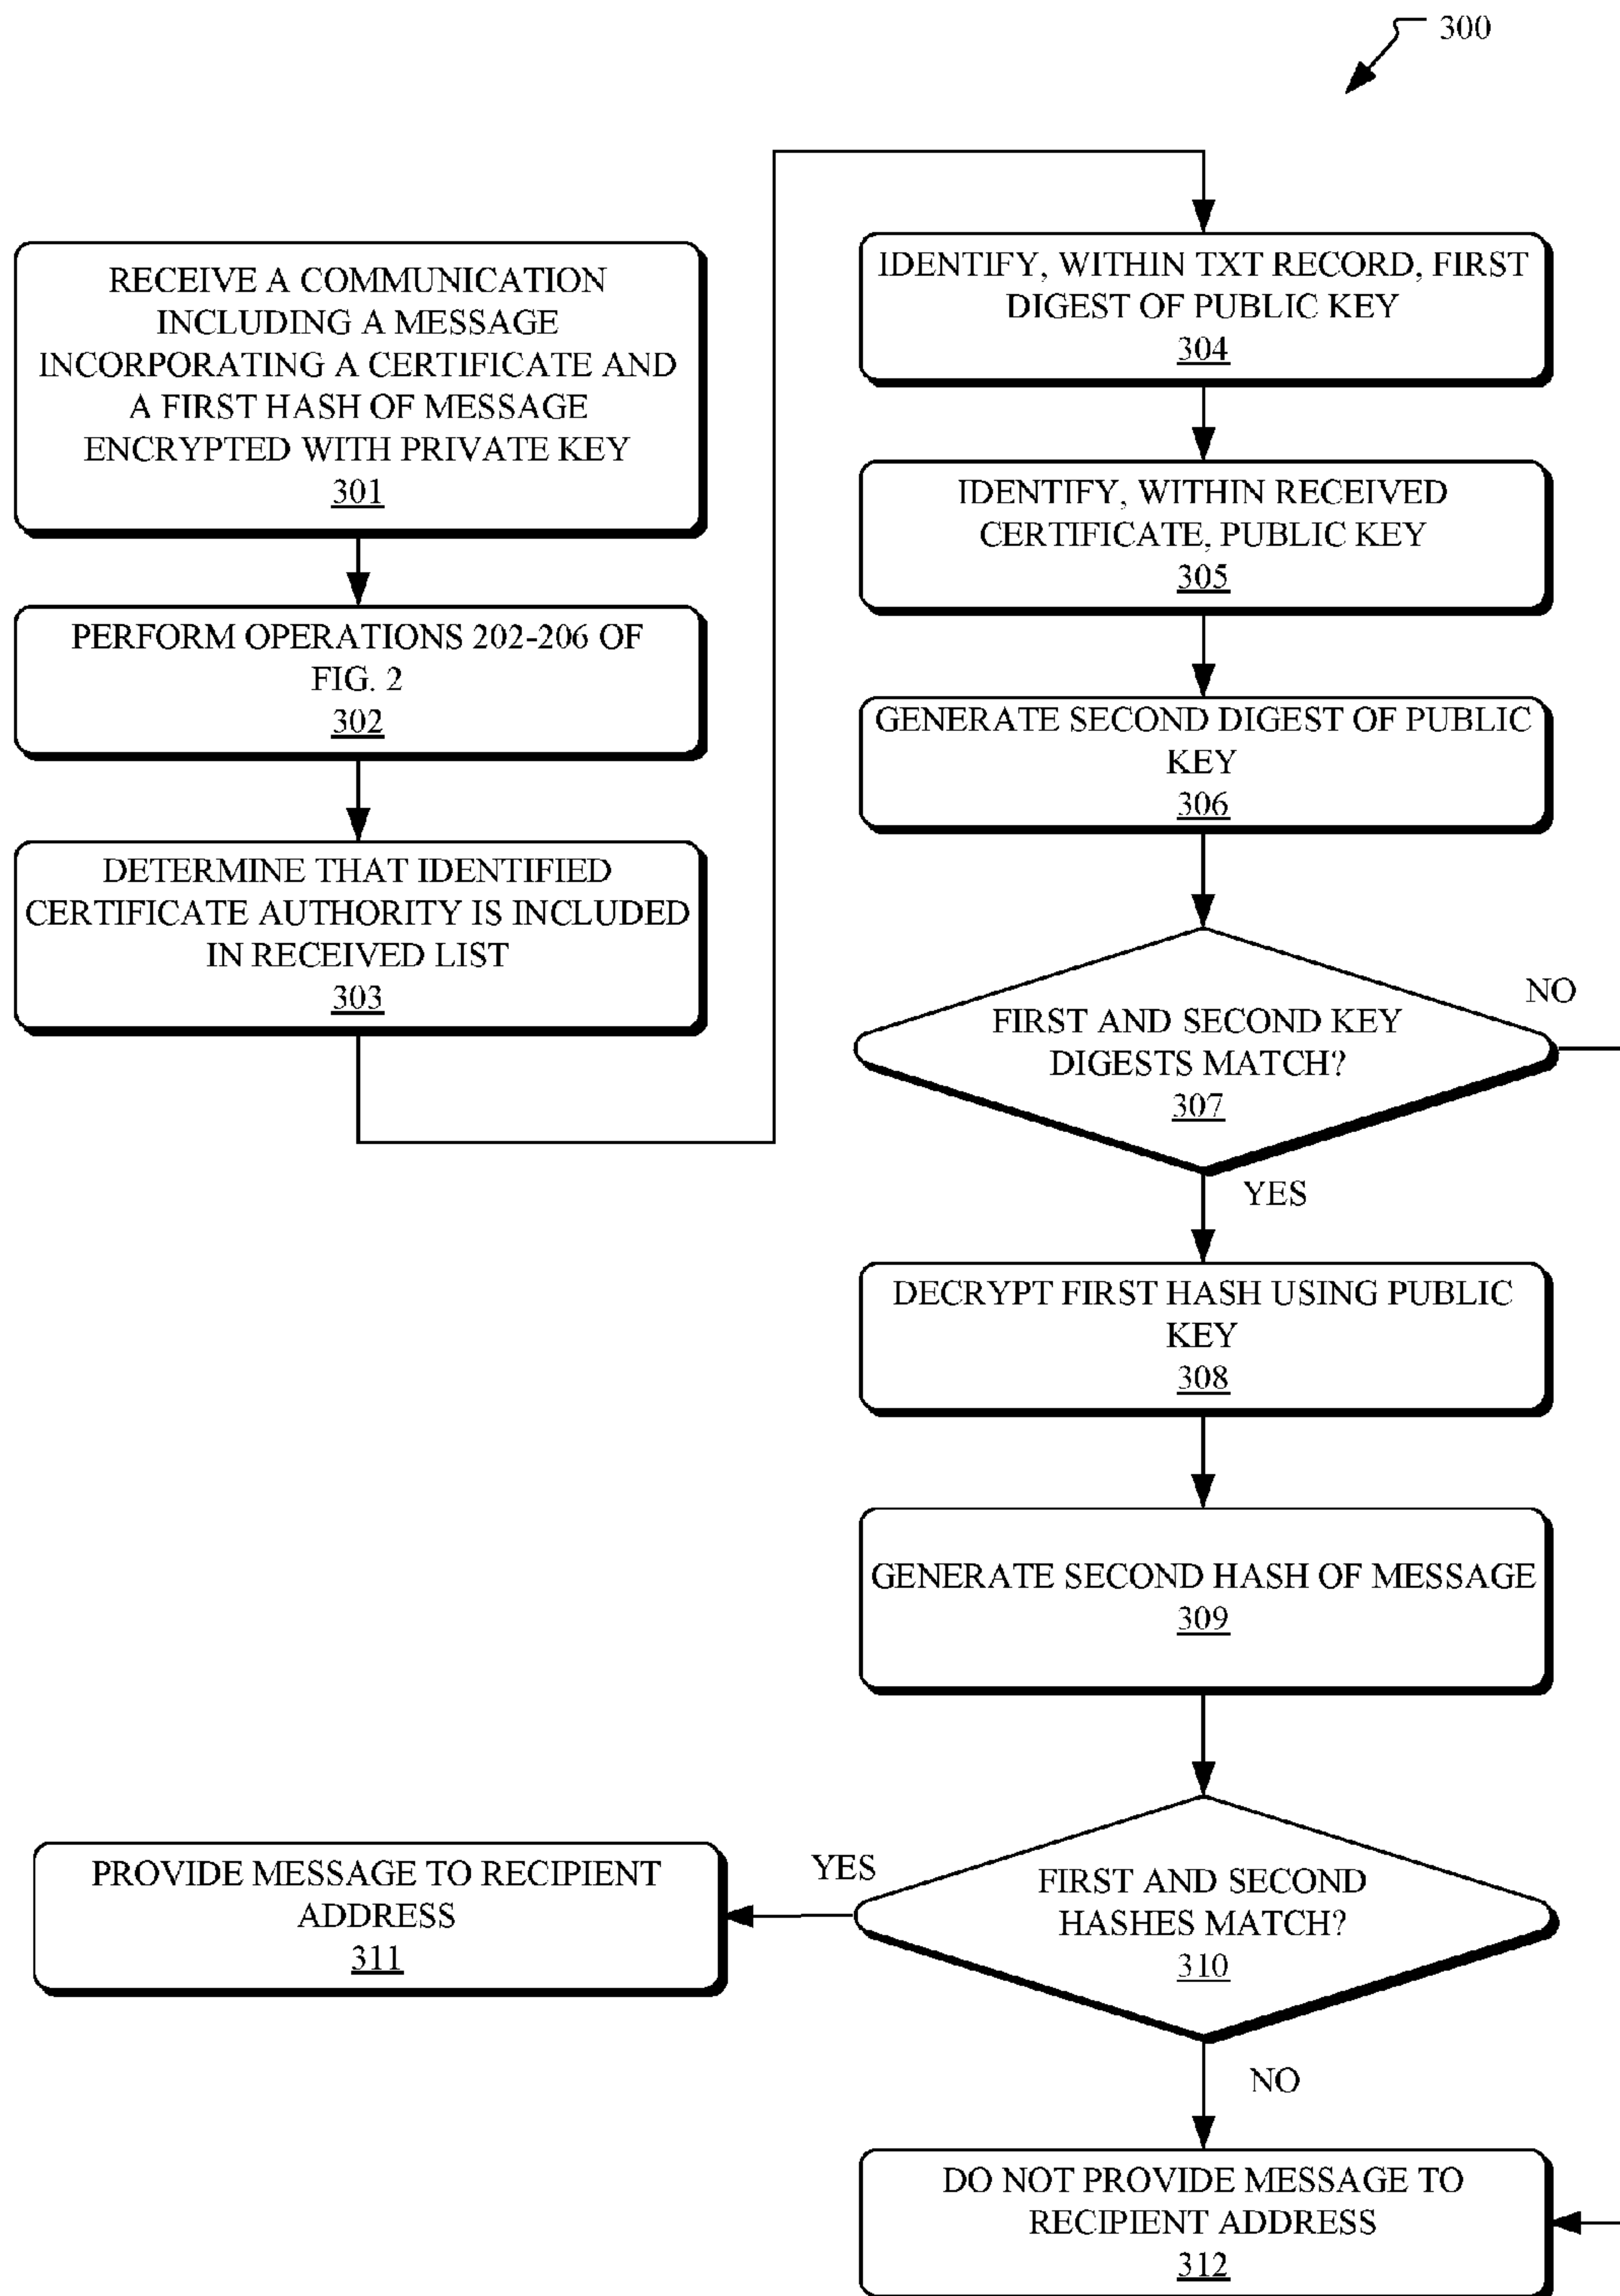 300
RECEIVE A COMMUNICATION
INCLUDING A MESSAGE
INCORPORATING A CERTIFICATE AND
A FIRST HASH OF MESSAGE
ENCRYPTED WITH PRIVATE KEY
301
PERFORM OPERATIONS 202-206 OF
FIG. 2
302
DETERMINE THAT IDENTIFIED
CERTIFICATE AUTHORITY IS INCLUDED
IN RECEIVED LIST
303
IDENTIFY, WITHIN TXT RECORD, FIRST
DIGEST OF PUBLIC KEY
304
IDENTIFY, WITHIN RECEIVED
CERTIFICATE, PUBLIC KEY
305
GENERATE SECOND DIGEST OF PUBLIC
KEY
306
FIRST AND SECOND KEY
DIGESTS MATCH?
307
NO
YES
DECRYPT FIRST HASH USING PUBLIC
KEY
308
GENERATE SECOND HASH OF MESSAGE
309
FIRST AND SECOND
HASHES MATCH?
310
YES
PROVIDE MESSAGE TO RECIPIENT
ADDRESS
311
NO
DO NOT PROVIDE MESSAGE TO
RECIPIENT ADDRESS
312